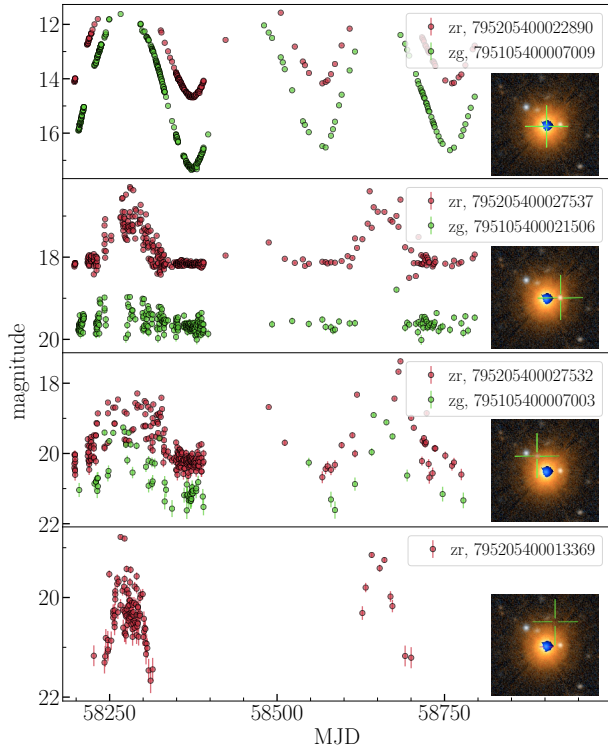 12
14
16
zr, 795205400022890
zg, 795105400007009
18
20
zr, 795205400027537
zg, 795105400021506
magnitude
18
20
22
zr, 795205400027532
zg, 795105400007003
20
22
zr, 795205400013369
58250
58500
58750
MJD